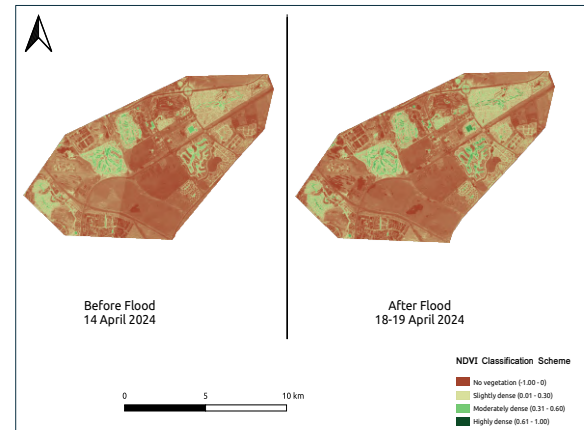 Before Flood
14 April 2024
After Flood
18-19 April 2024
NDVI Classification Scheme
No vegetation (-1.00 - 0)
Slightly dense (0.01 - 0.30)
Moderately dense (0.31 - 0.60)
Highly dense (0.61 - 1.00)
0 5 10 km